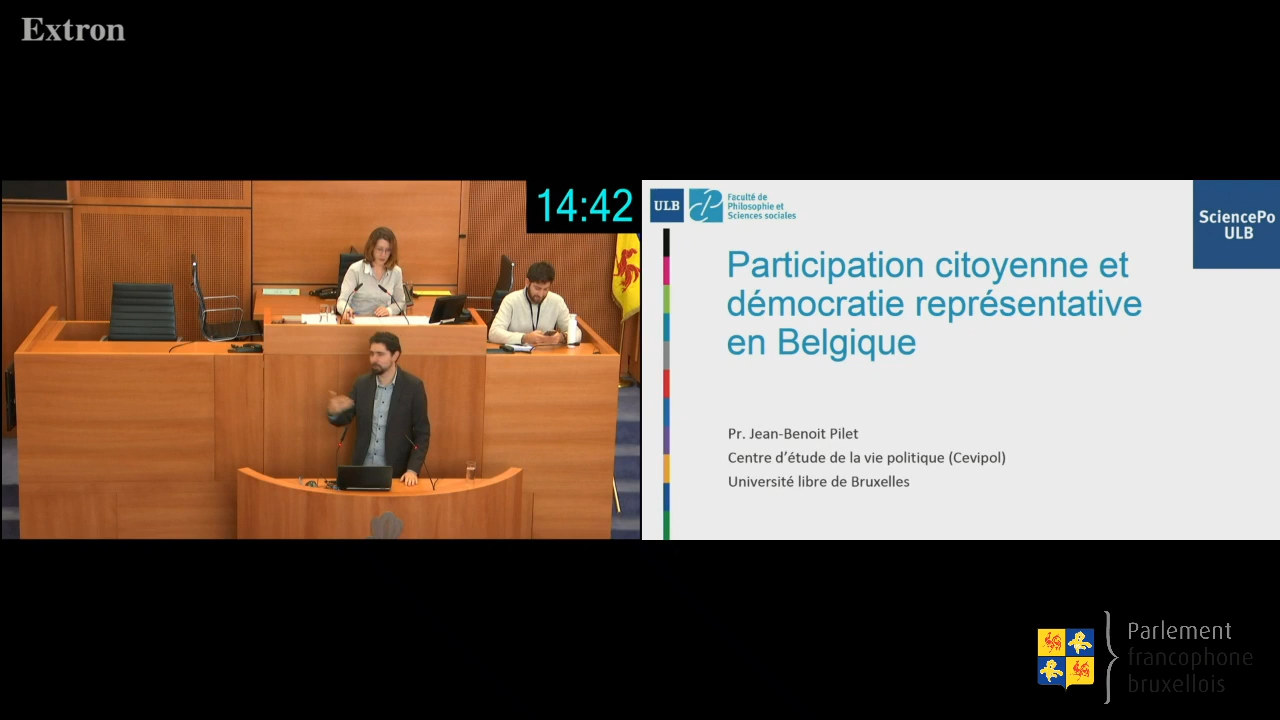 Extron
14:42
ULB
Faculté de
Philosophie et
Sciences sociales
SciencePo
ULB
Participation citoyenne et
démocratie représentative
en Belgique
Pr. Jean-Benoit Pilet
Centre d'étude de la vie politique (Cevipol)
Université libre de Bruxelles
Parlement
francophone
bruxellois